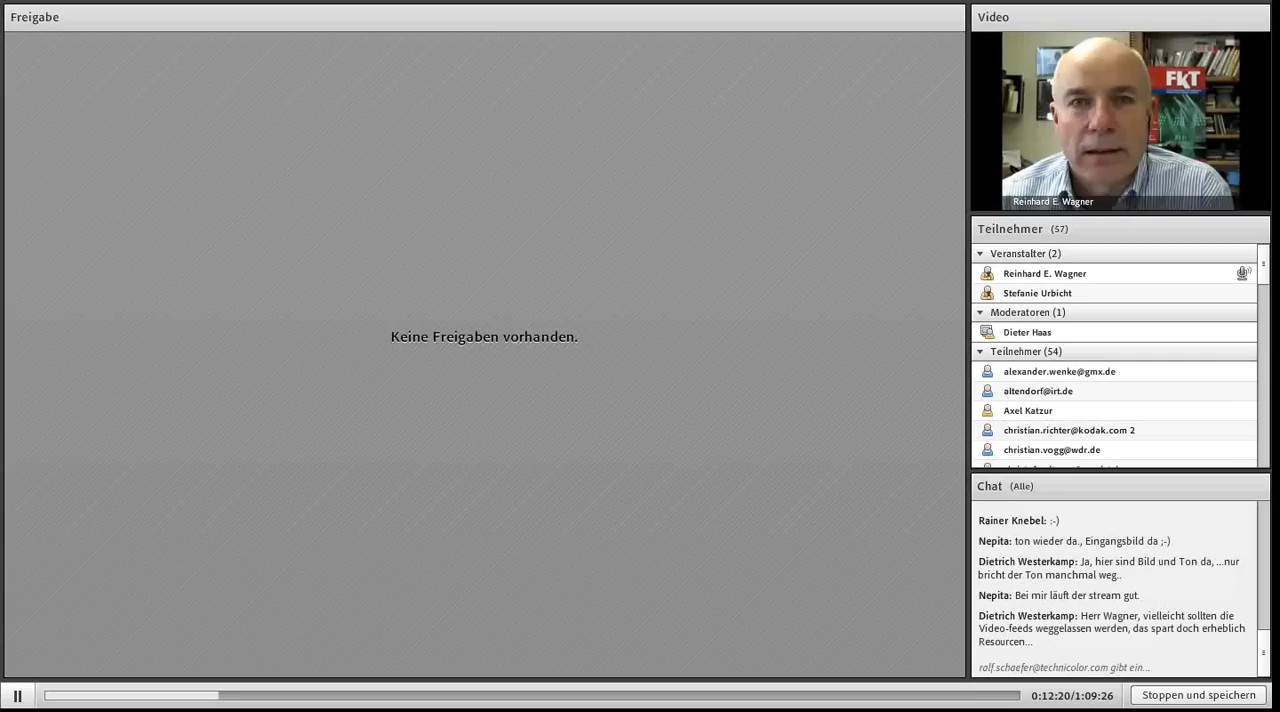 Freigabe
Keine Freigaben vorhanden.
Video
FKT
Reinhard E. Wagner
Teilnehmer (57)
Veranstalter (2)
Reinhard E. Wagner
Stefanie Urbicht
Moderatoren (1)
Dieter Haas
Teilnehmer (54)
alexander.wenke@gmx.de
altendorf@irt.de
Axel Katzur
christian.richter@kodak.com 2
christian.vogg@wdr.de
Chat (Alle)
Rainer Knebel: :-)
Nepita: ton wieder da., Eingangsbild da ;-)
Dietrich Westerkamp: Ja, hier sind Bild und Ton da, ...nur
bricht der Ton manchmal weg..
Nepita: Bei mir läuft der stream gut.
Dietrich Westerkamp: Herr Wagner, vielleicht sollten die
Video-feeds weggelassen werden, das spart doch erheblich
Resourcen...
ralf.schaefer@technicolor.com gibt ein...
0:12:20/1:09:26
Stoppen und speichern